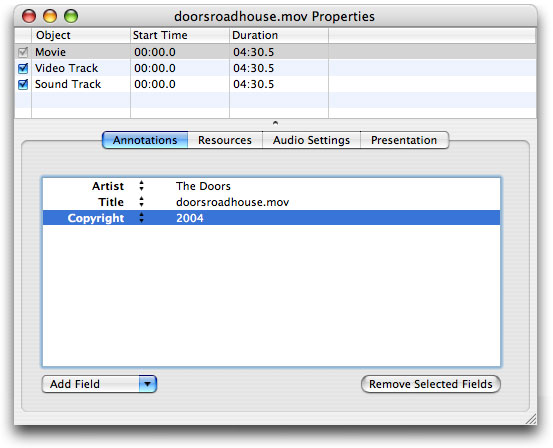 doorsroadhouse.mov Properties
Object Start Time Duration
Movie 00:00.0 04:30.5
Video Track 00:00.0 04:30.5
Sound Track 00:00.0 04:30.5
Annotations Resources Audio Settings Presentation
Artist The Doors
Title doorsroadhouse.mov
Copyright 2004
Add Field Remove Selected Fields